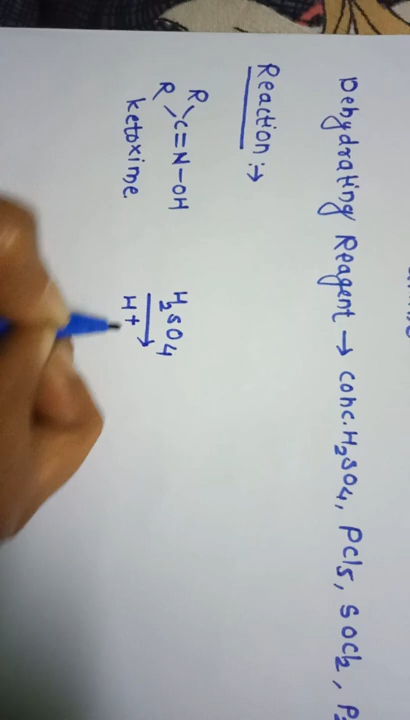 Dehydrating Reagent → conc. H₂SO₄, PCl5, SOCl₂,
Reaction :→
R
R
C=N-OH
H₂SO4
H+
ketoxime